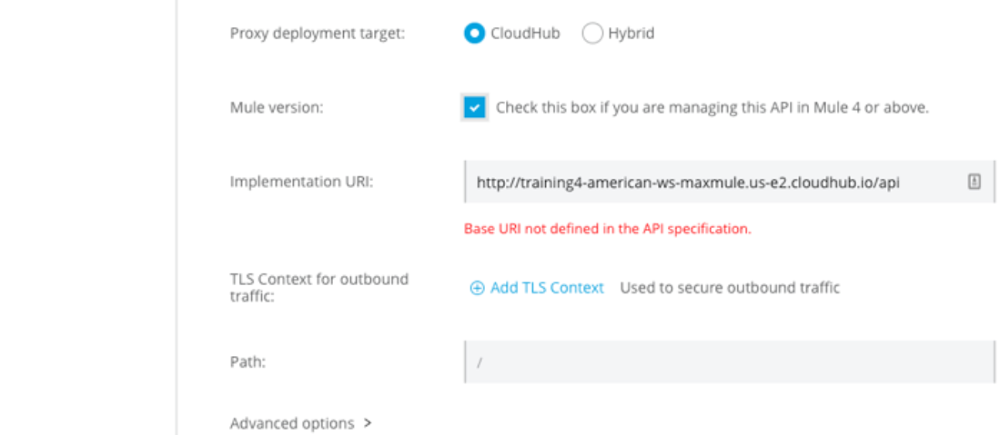 Proxy deployment target: CloudHub Hybrid
Mule version: Check this box if you are managing this API in Mule 4 or above.
Implementation URI: http://training4-american-ws-maxmule.us-e2.cloudhub.io/api
Base URI not defined in the API specification.
TLS Context for outbound
traffic:
Add TLS Context Used to secure outbound traffic
Path: /
Advanced options >